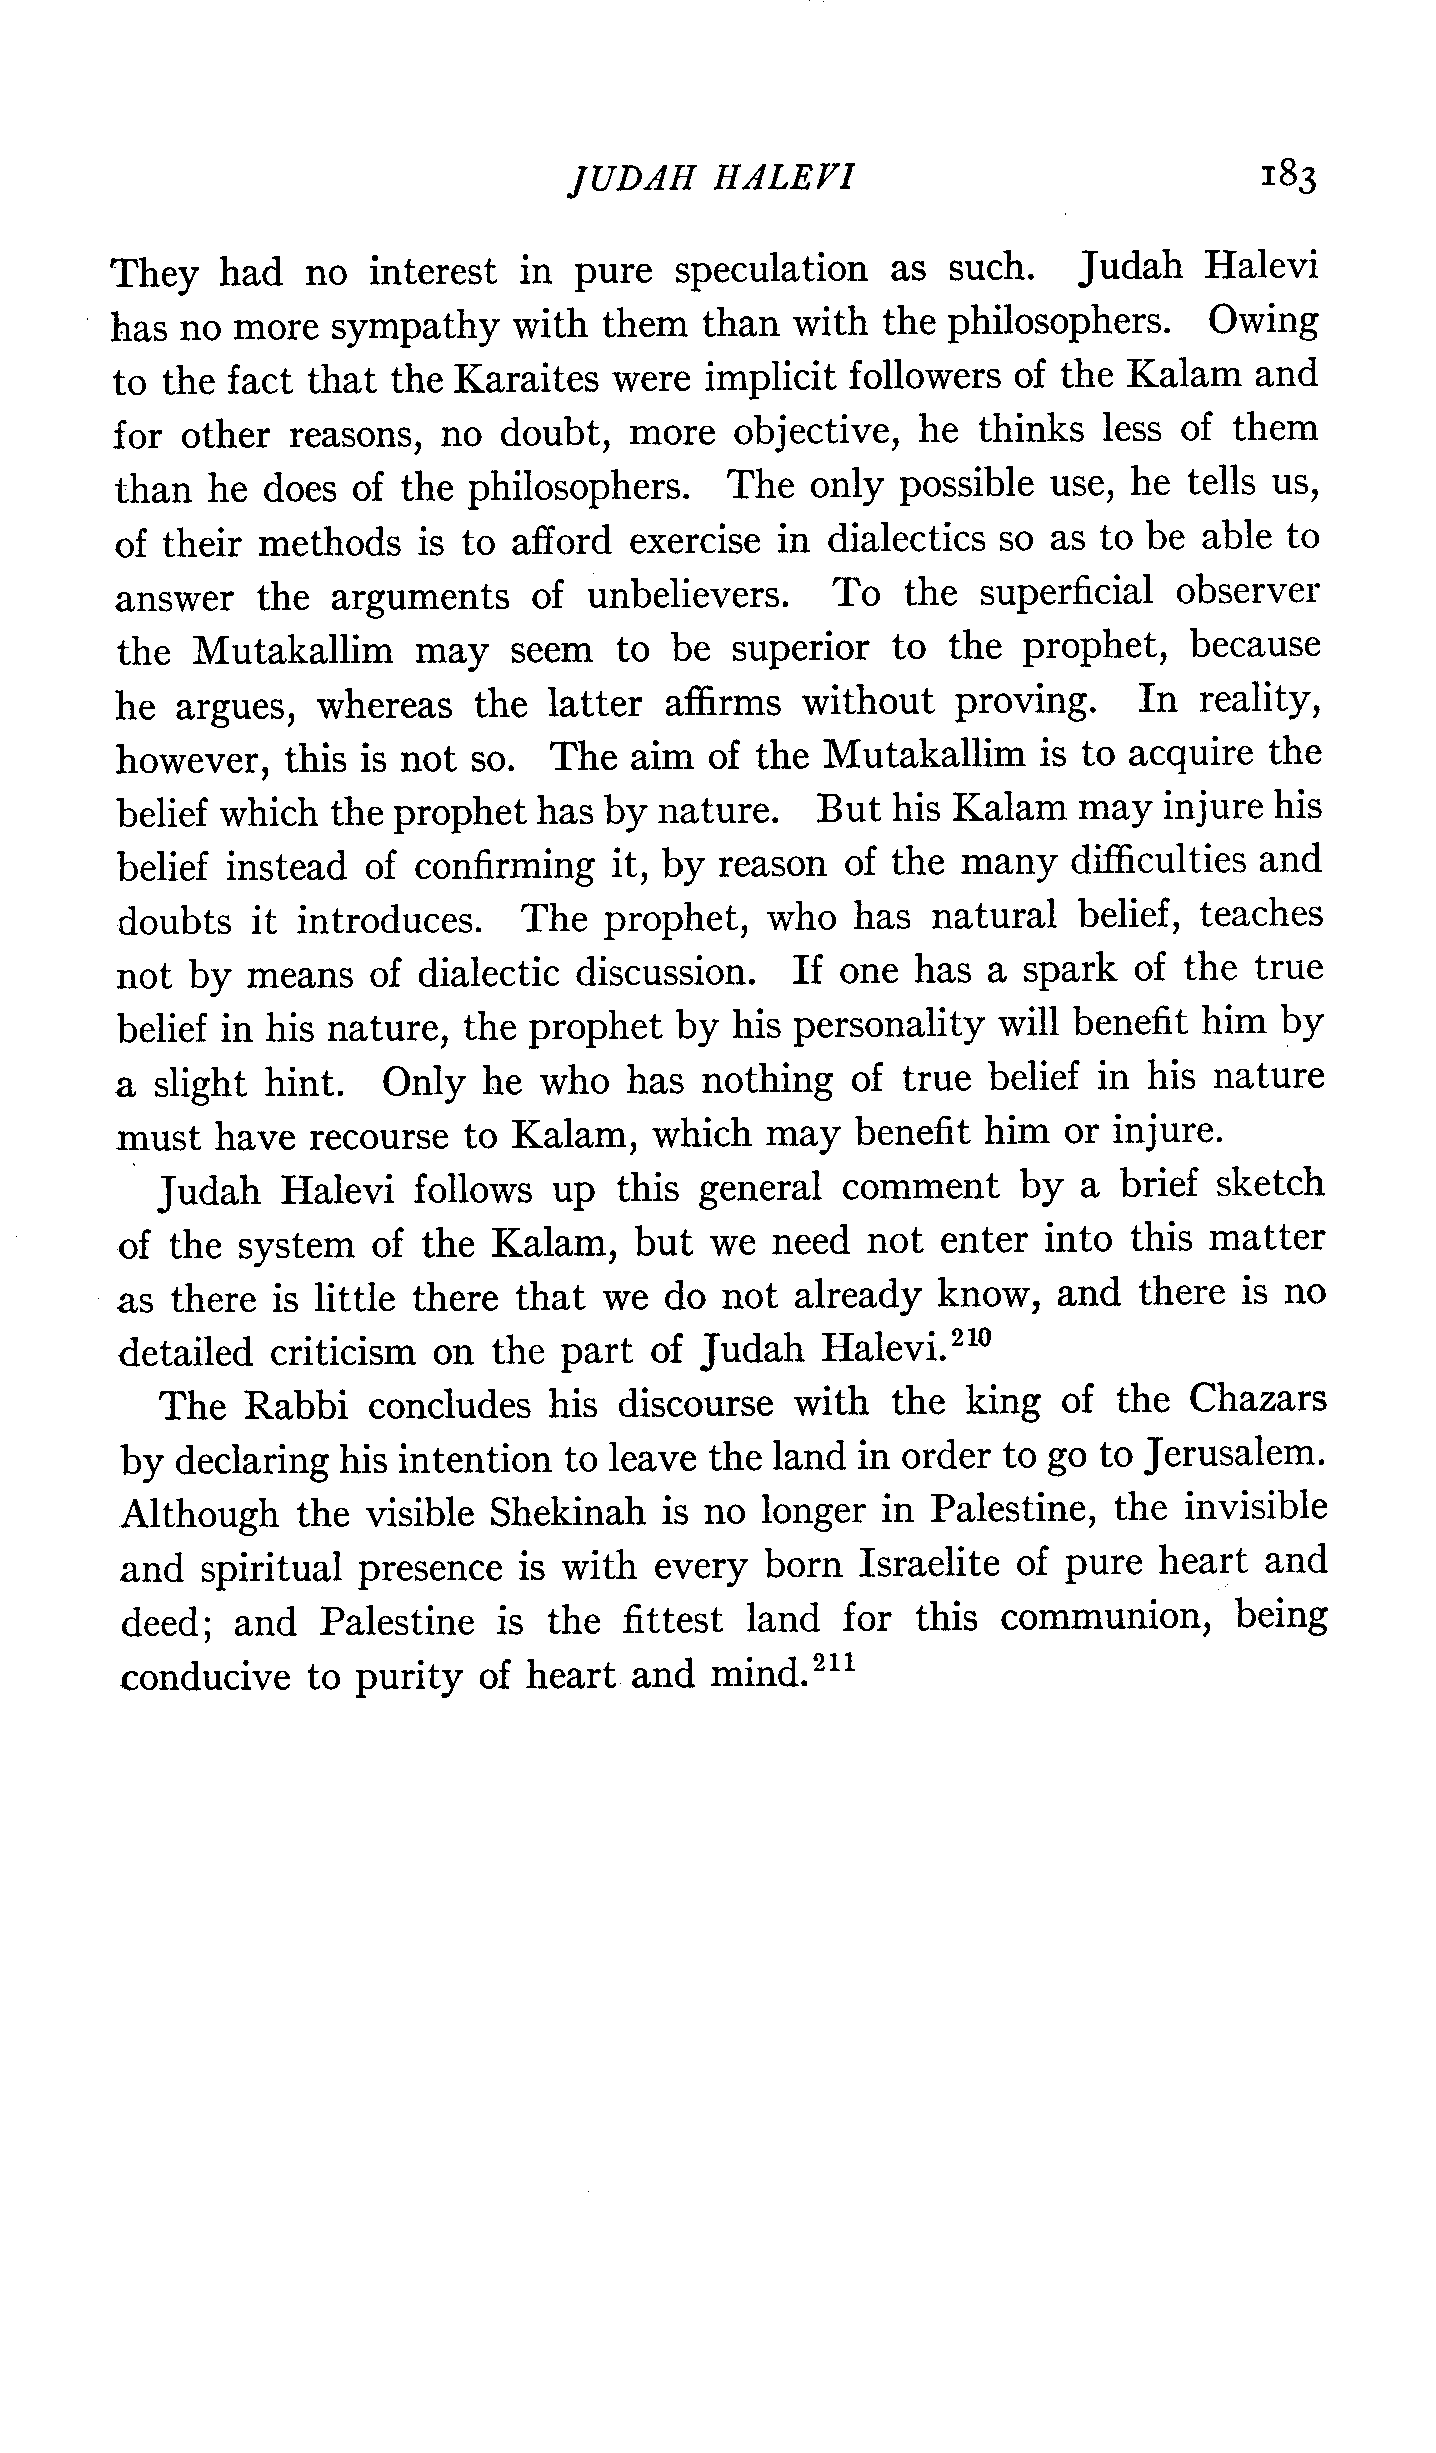 JUDAH HALEVI 183
They had no interest in pure speculation as such. Judah Halevi
has no more sympathy with them than with the philosophers. Owing
to the fact that the Karaites were implicit followers of the Kalam and
for other reasons, no doubt, more objective, he thinks less of them
than he does of the philosophers. The only possible use, he tells us,
of their methods is to afford exercise in dialectics so as to be able to
answer the arguments of unbelievers. To the superficial observer
the Mutakallim may seem to be superior to the prophet, because
he argues, whereas the latter affirms without proving. In reality,
however, this is not so. The aim of the Mutakallim is to acquire the
belief which the prophet has by nature. But his Kalam may injure his
belief instead of confirming it, by reason of the many difficulties and
doubts it introduces. The prophet, who has natural belief, teaches
not by means of dialectic discussion. If one has a spark of the true
belief in his nature, the prophet by his personality will benefit him by
a slight hint. Only he who has nothing of true belief in his nature
must have recourse to Kalam, which may benefit him or injure.
Judah Halevi follows up this general comment by a brief sketch
of the system of the Kalam, but we need not enter into this matter
as there is little there that we do not already know, and there is no
detailed criticism on the part of Judah Halevi.²¹⁰
The Rabbi concludes his discourse with the king of the Chazars
by declaring his intention to leave the land in order to go to Jerusalem.
Although the visible Shekinah is no longer in Palestine, the invisible
and spiritual presence is with every born Israelite of pure heart and
deed; and Palestine is the fittest land for this communion, being
conducive to purity of heart and mind.²¹¹